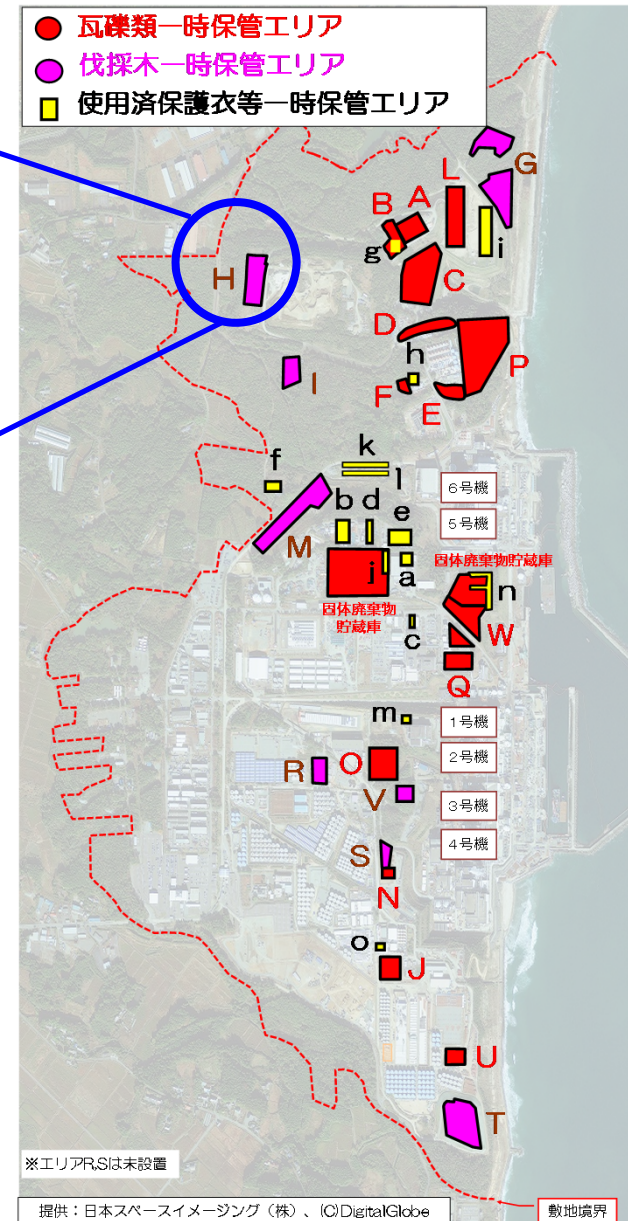 瓦礫類一時保管エリア
伐採木一時保管エリア
使用済保護衣等一時保管エリア
G
L
A
B
g
i
H
C
D
P
h
I
F
E
k
f
l
6号機
b
d
e
5号機
M
固体廃棄物貯蔵庫
j
a
n
固体廃棄物
貯蔵庫
c
W
Q
m
1号機
O
2号機
R
V
3号機
S
4号機
N
o
J
U
T
※エリアR,Sは未設置
提供：日本スペースイメージング（株）、(C)DigitalGlobe
敷地境界